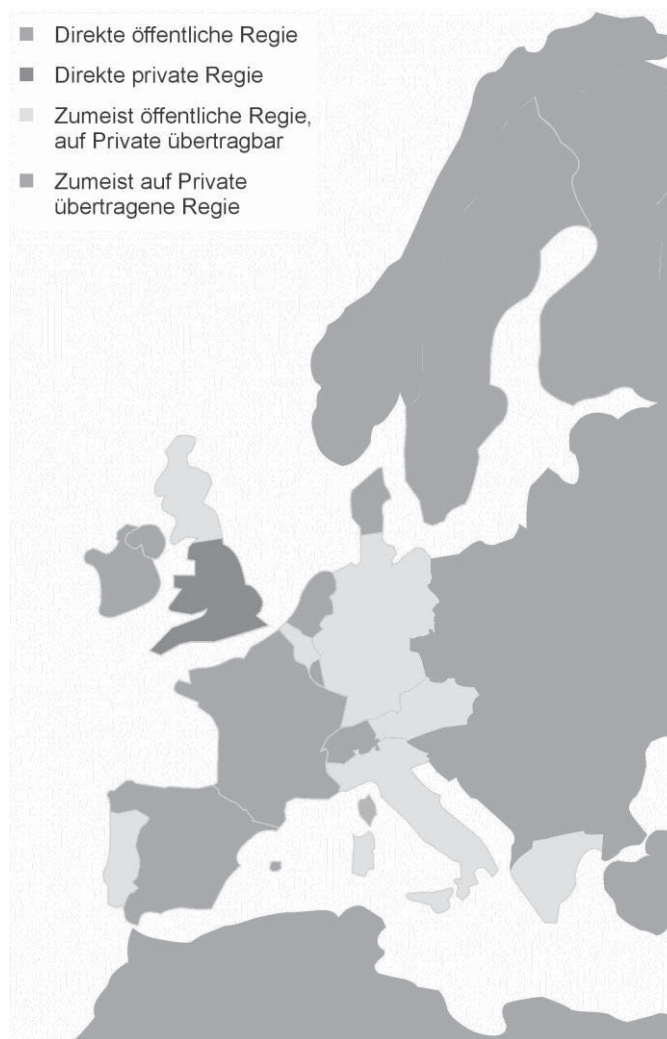 Direkte öffentliche Regie
Direkte private Regie
Zumeist öffentliche Regie,
auf Private übertragbar
Zumeist auf Private
übertragene Regie